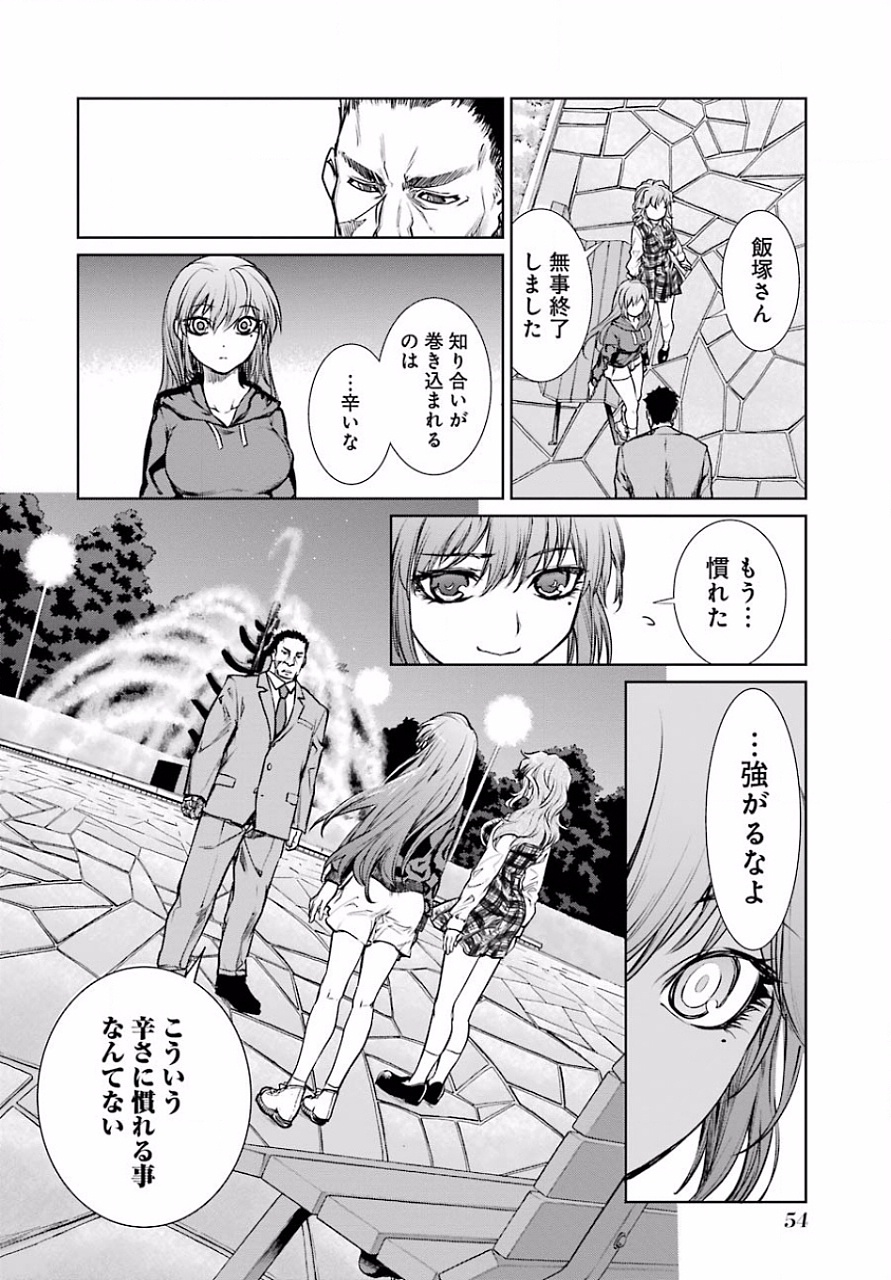 飯塚さん
無事終了
しました
知り合いが
巻き込まれる
のは
…辛いな
もう…
慣れた
…強がるなよ
こういう
辛さに慣れる事
なんてない
54